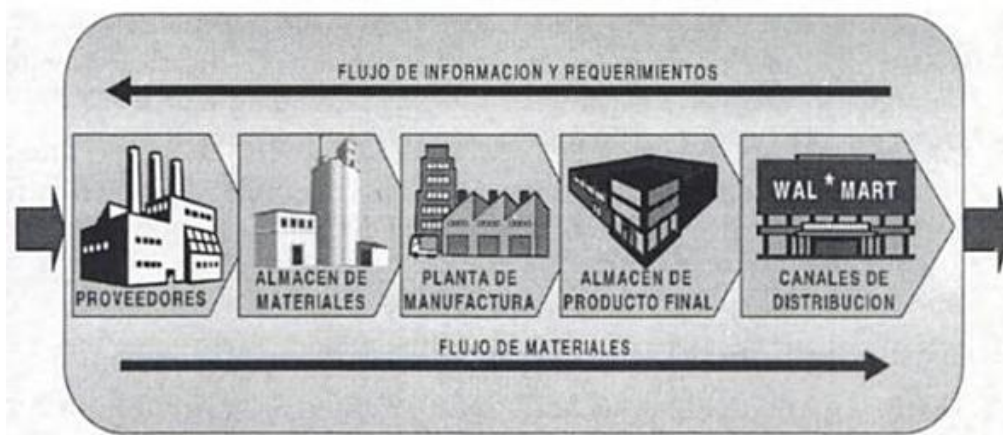 FLUJO DE INFORMACION Y PEQUERIMIENTOS
WAL * MART
PROVEEDORES
ALMACEN DE
MATERIALES
PLANTA DE
MANUFACTURA
ALMACEN DE
PRODUCTO FINAL
CANALES DE
DISTRIBUCION
FLUJO DE MATERIALES